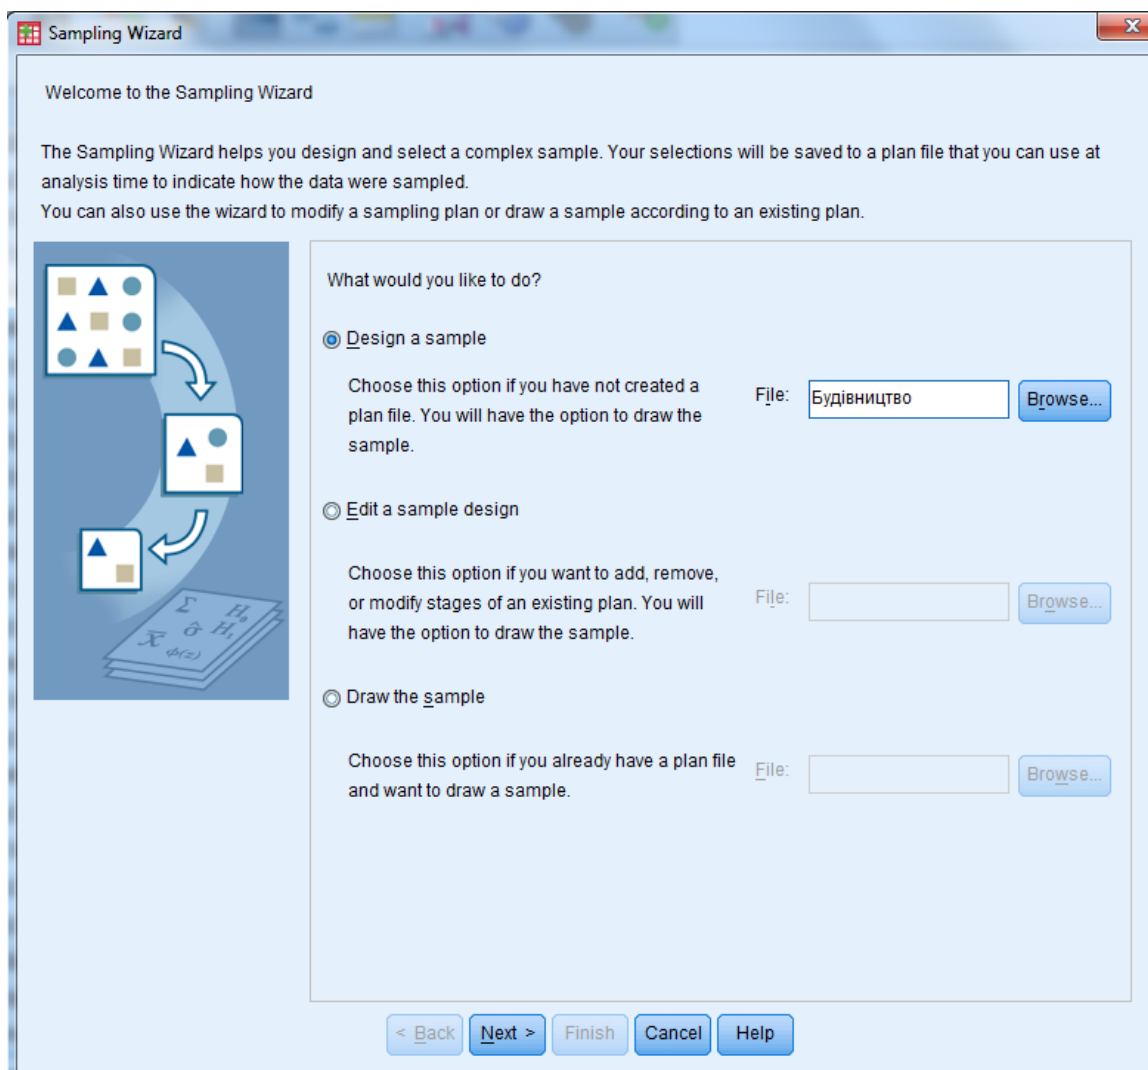 Sampling Wizard
Welcome to the Sampling Wizard
The Sampling Wizard helps you design and select a complex sample. Your selections will be saved to a plan file that you can use at
analysis time to indicate how the data were sampled.
You can also use the wizard to modify a sampling plan or draw a sample according to an existing plan.
What would you like to do?
Design a sample
Choose this option if you have not created a
plan file. You will have the option to draw the
sample.
File: Будівництво Browse...
Edit a sample design
Choose this option if you want to add, remove,
or modify stages of an existing plan. You will
have the option to draw the sample.
File: Browse...
Draw the sample
Choose this option if you already have a plan file
and want to draw a sample.
File: Browse...
Σ H₀
x̄ σ̂ H₁
φ(z)
< Back Next > Finish Cancel Help